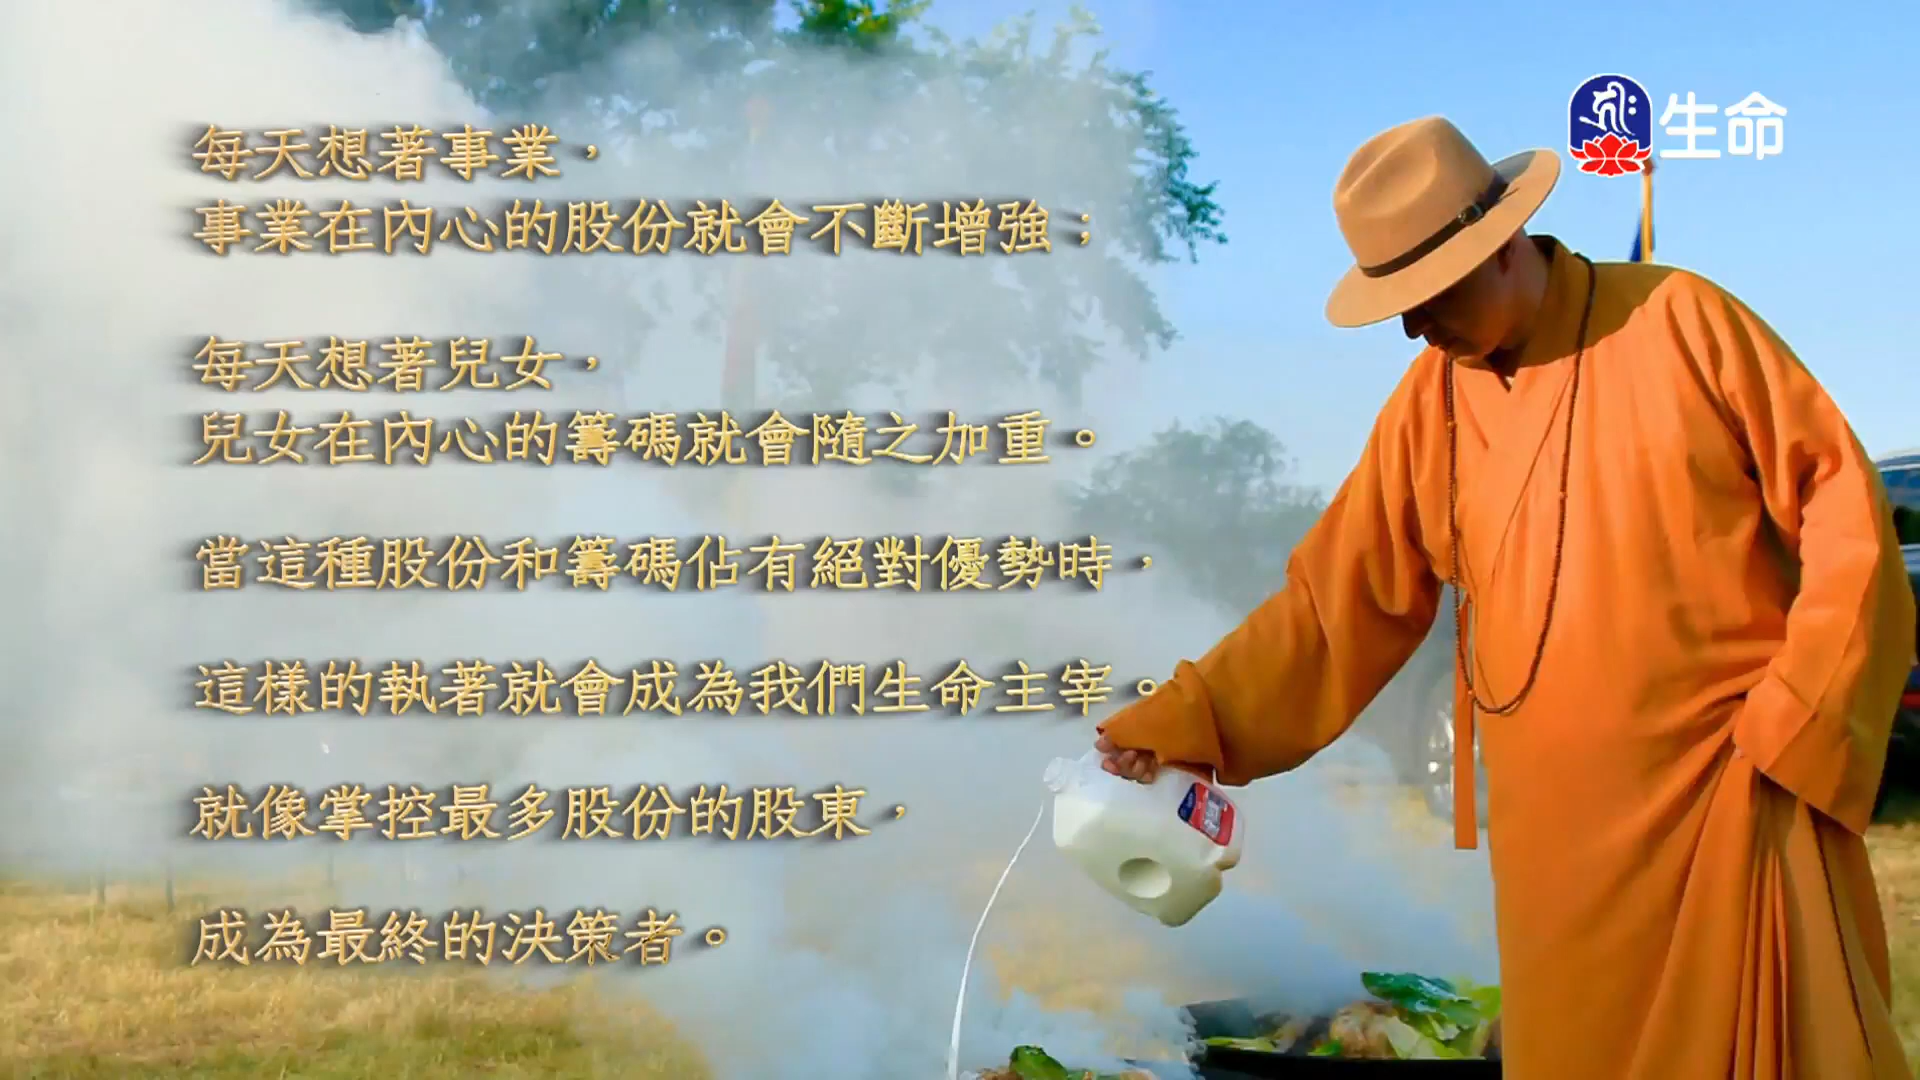 生命
每天想著事業，
事業在內心的股份就會不斷增強；
每天想著兒女，
兒女在內心的籌碼就會隨之加重。
當這種股份和籌碼佔有絕對優勢時，
這樣的執著就會成為我們生命主宰。
就像掌控最多股份的股東，
成為最終的決策者。